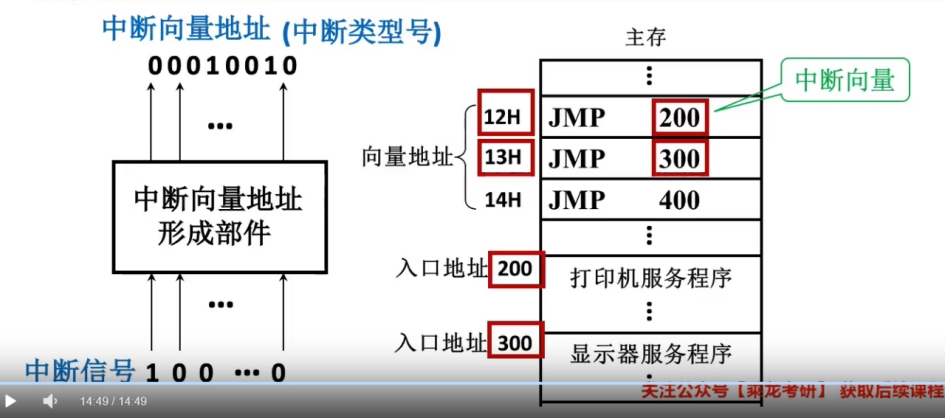 中断向量地址 (中断类型号)
00010010
...
中断向量地址
形成部件
...
中断信号 1 0 0 ... 0
主存
⋮
中断向量
向量地址
12H JMP 200
13H JMP 300
14H JMP 400
⋮
入口地址 200 打印机服务程序
⋮
入口地址 300 显示器服务程序
关注公众号【乘龙考研】 获取后续课程
14:49 / 14:49